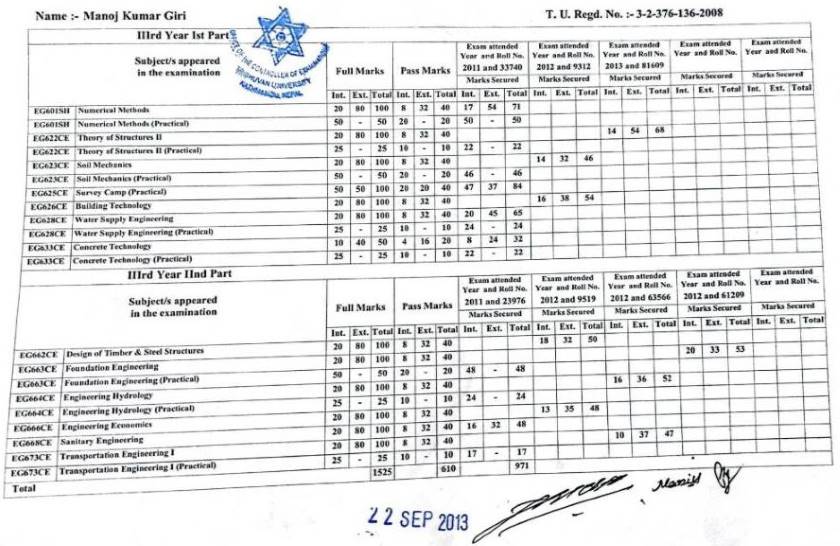 Name :- Manoj Kumar Giri T. U. Regd. No. :- 3-2-376-136-2008
IIIrd Year Ist Part
OFFICE OF THE CONTROLLER OF EXAMINATIONS
TRIBHUVAN UNIVERSITY
KATHMANDU, NEPAL
Subject/s appeared
in the examination
Full Marks Pass Marks
Exam attended Exam attended Exam attended Exam attended Exam attended
Year and Roll No. Year and Roll No. Year and Roll No. Year and Roll No. Year and Roll No.
2011 and 33740 2012 and 9312 2013 and 81609
Marks Secured Marks Secured Marks Secured Marks Secured Marks Secured
Int. Ext. Total Int. Ext. Total Int. Ext. Total Int. Ext. Total Int. Ext. Total Int. Ext. Total Int. Ext. Total
EG601SH Numerical Methods 20 80 100 8 32 40 17 54 71
EG601SH Numerical Methods (Practical) 50 - 50 20 - 20 50 - 50
EG622CE Theory of Structures II 20 80 100 8 32 40 14 54 68
EG622CE Theory of Structures II (Practical) 25 - 25 10 - 10 22 - 22
EG623CE Soil Mechanics 20 80 100 8 32 40 14 32 46
EG623CE Soil Mechanics (Practical) 50 - 50 20 - 20 46 - 46
EG625CE Survey Camp (Practical) 50 50 100 20 20 40 47 37 84
EG626CE Building Technology 20 80 100 8 32 40 16 38 54
EG628CE Water Supply Engineering 20 80 100 8 32 40 20 45 65
EG628CE Water Supply Engineering (Practical) 25 - 25 10 - 10 24 - 24
EG633CE Concrete Technology 10 40 50 4 16 20 8 24 32
EG633CE Concrete Technology (Practical) 25 - 25 10 - 10 22 - 22
IIIrd Year IInd Part
Subject/s appeared
in the examination
Full Marks Pass Marks
Exam attended Exam attended Exam attended Exam attended Exam attended
Year and Roll No. Year and Roll No. Year and Roll No. Year and Roll No. Year and Roll No.
2011 and 23976 2012 and 9519 2012 and 63566 2012 and 61209
Marks Secured Marks Secured Marks Secured Marks Secured Marks Secured
Int. Ext. Total Int. Ext. Total Int. Ext. Total Int. Ext. Total Int. Ext. Total Int. Ext. Total Int. Ext. Total
EG662CE Design of Timber & Steel Structures 20 80 100 8 32 40 18 32 50
EG663CE Foundation Engineering 20 80 100 8 32 40 20 33 53
EG663CE Foundation Engineering (Practical) 50 - 50 20 - 20 48 - 48
EG664CE Engineering Hydrology 20 80 100 8 32 40 16 36 52
EG664CE Engineering Hydrology (Practical) 25 - 25 10 - 10 24 - 24
EG666CE Engineering Economics 20 80 100 8 32 40 13 35 48
EG668CE Sanitary Engineering 20 80 100 8 32 40 16 32 48
EG673CE Transportation Engineering I 20 80 100 8 32 40 10 37 47
EG673CE Transportation Engineering I (Practical) 25 - 25 10 - 10 17 - 17
Total 1525 610 971
22 SEP 2013